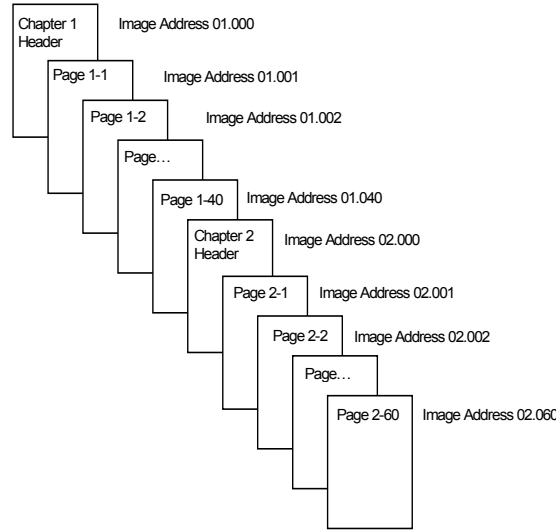 Chapter 1
Header
Image Address 01.000
Page 1-1
Image Address 01.001
Page 1-2
Image Address 01.002
Page…
Page 1-40
Image Address 01.040
Chapter 2
Header
Image Address 02.000
Page 2-1
Image Address 02.001
Page 2-2
Image Address 02.002
Page…
Page 2-60
Image Address 02.060